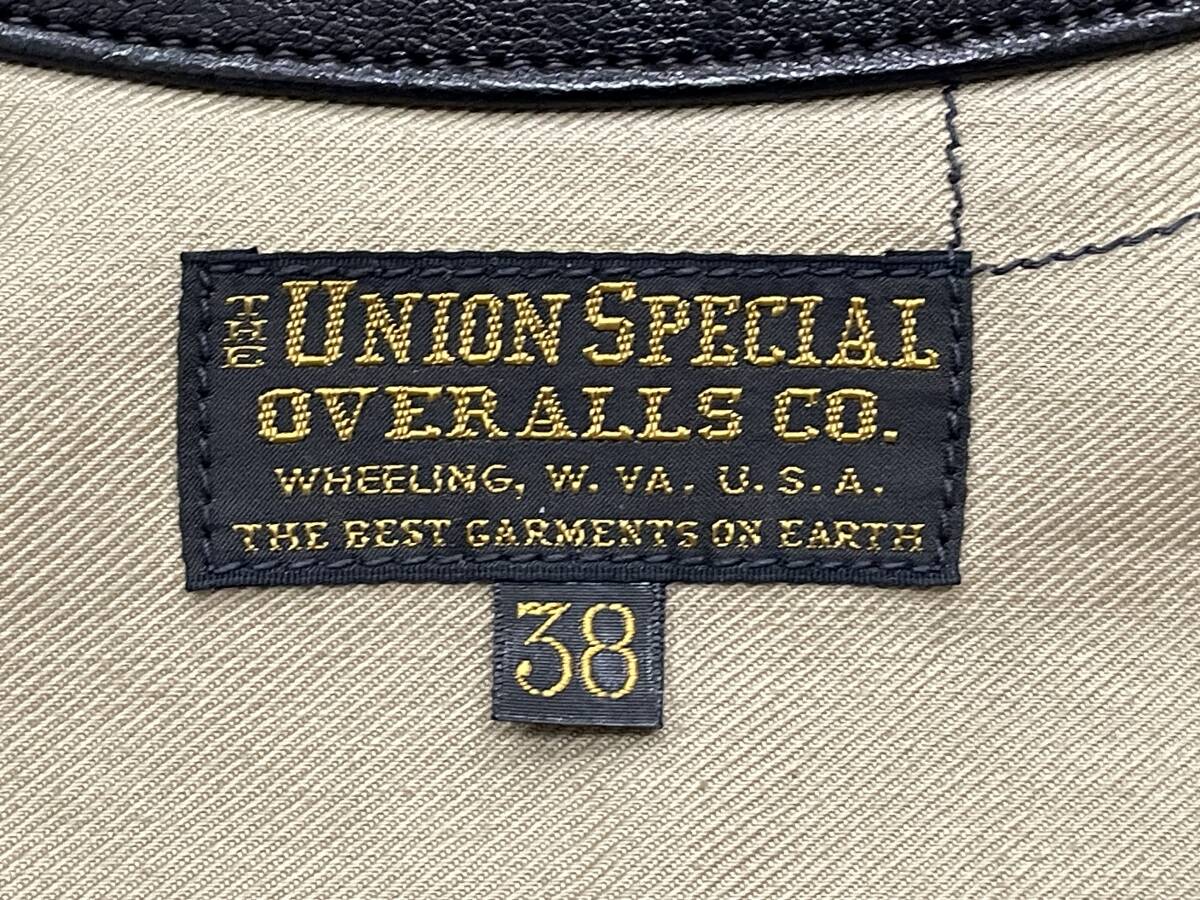 THE UNION SPECIAL
OVERALLS CO.
WHEELING, W. VA. U.S.A.
THE BEST GARMENTS ON EARTH
38